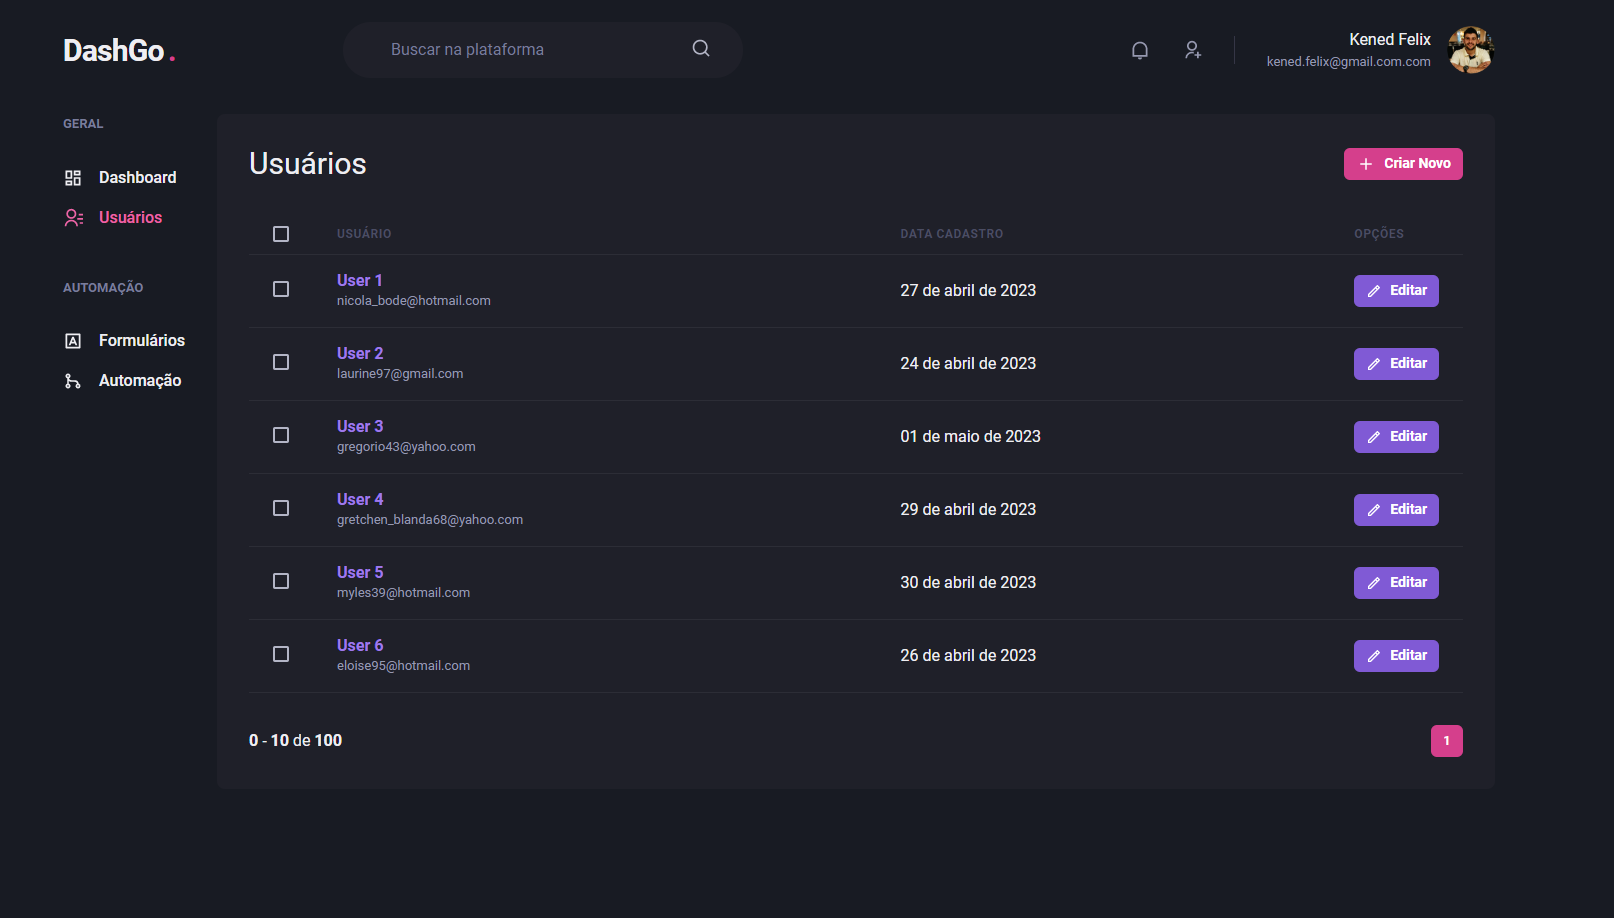 DashGo.
Buscar na plataforma
Kened Felix
kened.felix@gmail.com.com
GERAL
Dashboard
Usuários
AUTOMAÇÃO
Formulários
Automação
Usuários
Criar Novo
USUÁRIO DATA CADASTRO OPÇÕES
User 1
nicola_bode@hotmail.com
27 de abril de 2023
Editar
User 2
laurine97@gmail.com
24 de abril de 2023
Editar
User 3
gregorio43@yahoo.com
01 de maio de 2023
Editar
User 4
gretchen_blanda68@yahoo.com
29 de abril de 2023
Editar
User 5
myles39@hotmail.com
30 de abril de 2023
Editar
User 6
eloise95@hotmail.com
26 de abril de 2023
Editar
0 - 10 de 100
1